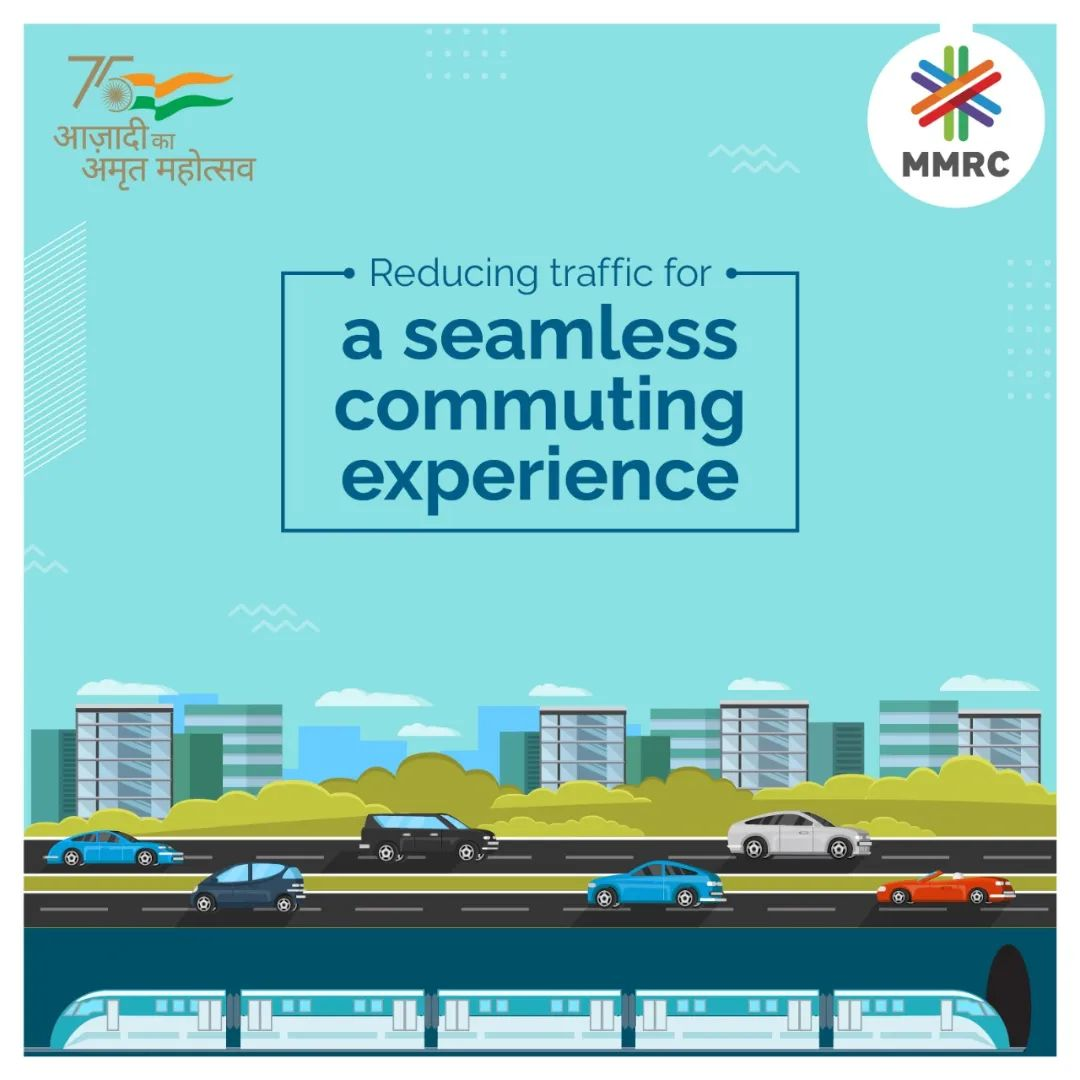 75
आज़ादी का
अमृत महोत्सव
MMRC
Reducing traffic for
a seamless
commuting
experience